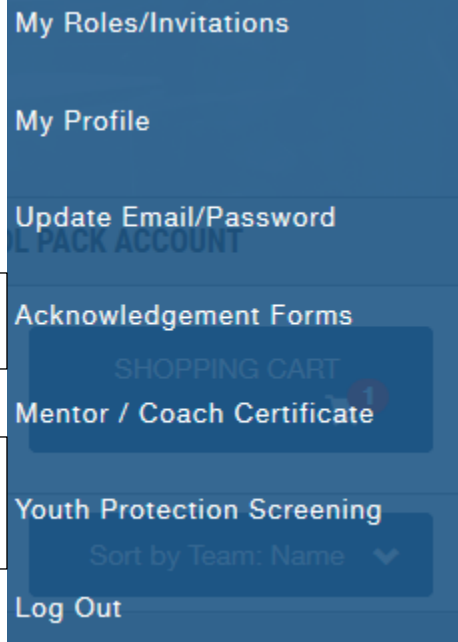 My Roles/Invitations
My Profile
Update Email/Password
OL PACK ACCOUNT
Acknowledgement Forms
SHOPPING CART
1
Mentor / Coach Certificate
Youth Protection Screening
Sort by Team: Name
Log Out